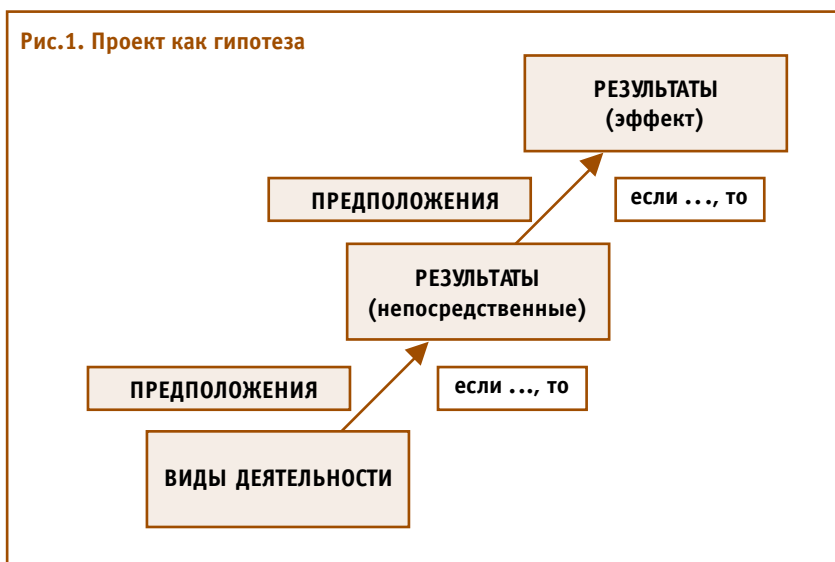 Рис.1. Проект как гипотеза
РЕЗУЛЬТАТЫ
(эффект)
ПРЕДПОЛОЖЕНИЯ
если ..., то
РЕЗУЛЬТАТЫ
(непосредственные)
ПРЕДПОЛОЖЕНИЯ
если ..., то
ВИДЫ ДЕЯТЕЛЬНОСТИ